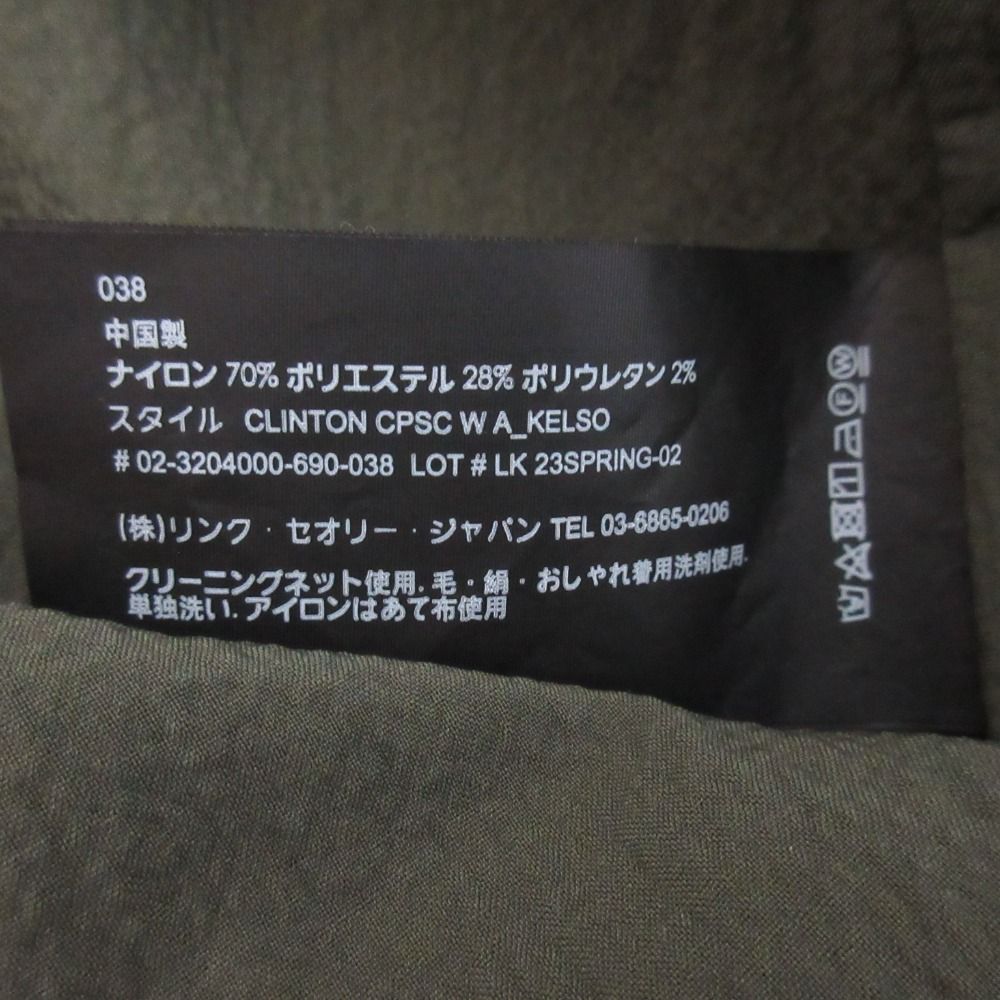 038
中国製
ナイロン 70% ポリエステル 28% ポリウレタン 2%
スタイル CLINTON CPSC W A_KELSO
# 02-3204000-690-038 LOT # LK 23SPRING-02
(株)リンク・セオリー・ジャパン TEL 03-6865-0206
クリーニングネット使用. 毛・絹・おしゃれ着用洗剤使用.
単独洗い. アイロンはあて布使用
W
F